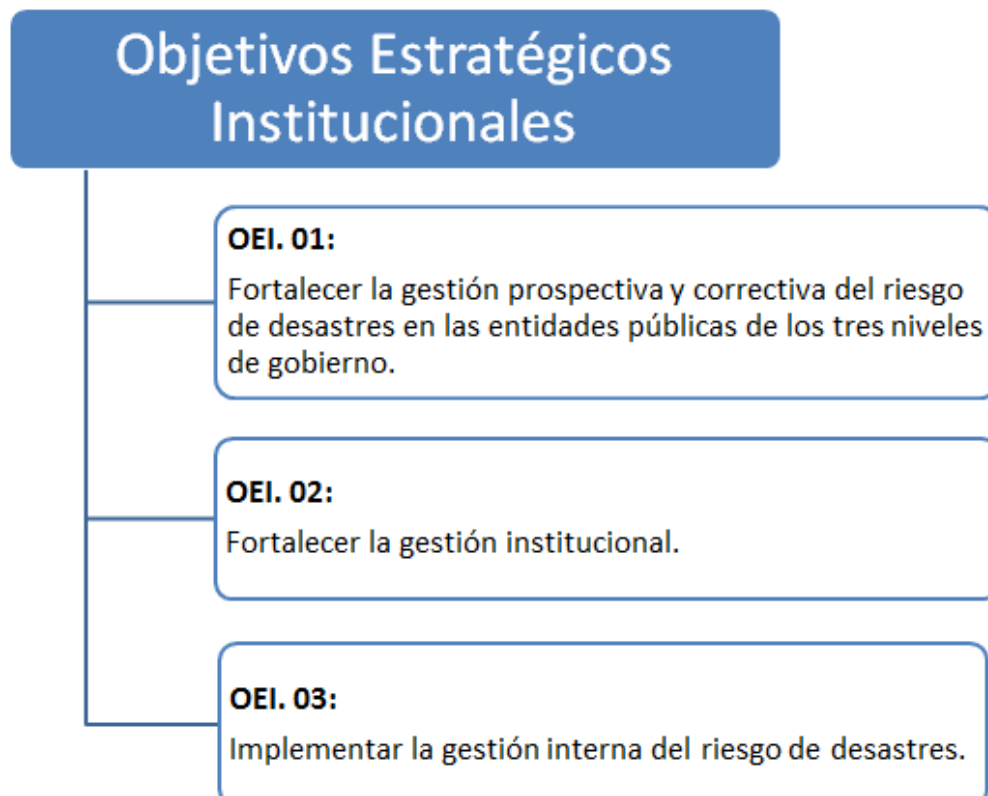 Objetivos Estratégicos
Institucionales
OEI. 01:
Fortalecer la gestión prospectiva y correctiva del riesgo
de desastres en las entidades públicas de los tres niveles
de gobierno.
OEI. 02:
Fortalecer la gestión institucional.
OEI. 03:
Implementar la gestión interna del riesgo de desastres.